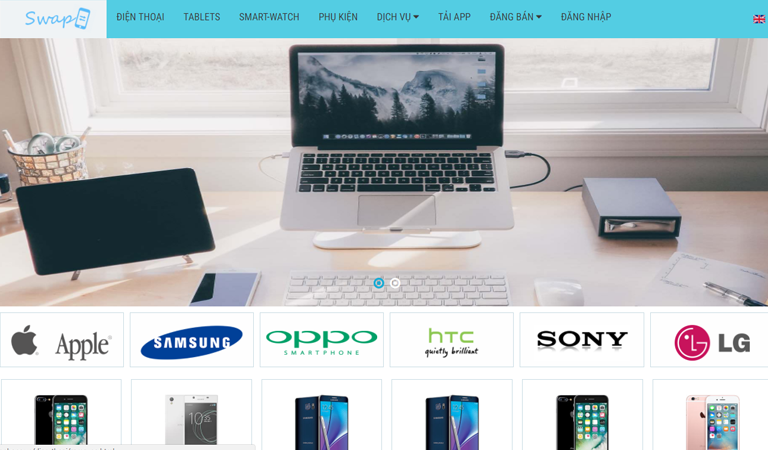 Swap
ĐIỆN THOẠI
TABLETS
SMART-WATCH
PHỤ KIỆN
DỊCH VỤ
TẢI APP
ĐĂNG BÁN
ĐĂNG NHẬP
Apple
SAMSUNG
OPPO
SMARTPHONE
hTC
quietly brilliant
SONY
LG